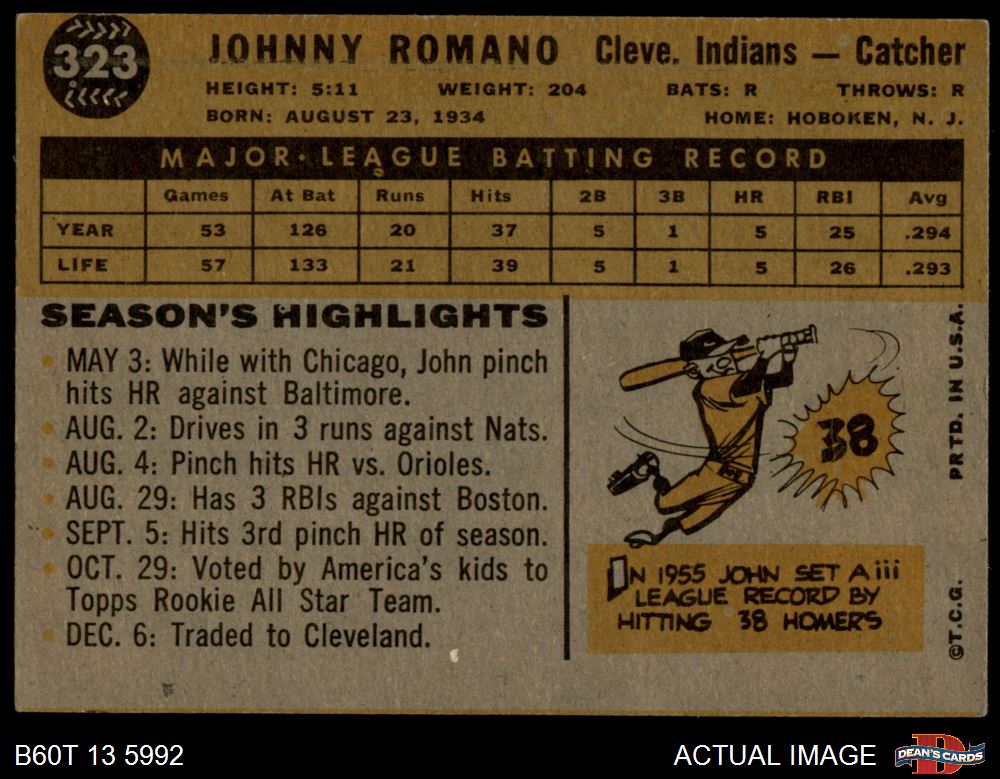 323
JOHNNY ROMANO Cleve. Indians — Catcher
HEIGHT: 5:11 WEIGHT: 204 BATS: R THROWS: R
BORN: AUGUST 23, 1934 HOME: HOBOKEN, N. J.
MAJOR • LEAGUE BATTING RECORD
Games At Bat Runs Hits 2B 3B HR RBI Avg
YEAR 53 126 20 37 5 1 5 25 .294
LIFE 57 133 21 39 5 1 5 26 .293
SEASON'S HIGHLIGHTS
• MAY 3: While with Chicago, John pinch
hits HR against Baltimore.
• AUG. 2: Drives in 3 runs against Nats.
• AUG. 4: Pinch hits HR vs. Orioles.
• AUG. 29: Has 3 RBIs against Boston.
• SEPT. 5: Hits 3rd pinch HR of season.
• OCT. 29: Voted by America's kids to
Topps Rookie All Star Team.
• DEC. 6: Traded to Cleveland.
38
IN 1955 JOHN SET A iii
LEAGUE RECORD BY
HITTING 38 HOMERS
©T.C.G. PRTD. IN U.S.A.
B60T 13 5992 ACTUAL IMAGE DEAN'S CARDS